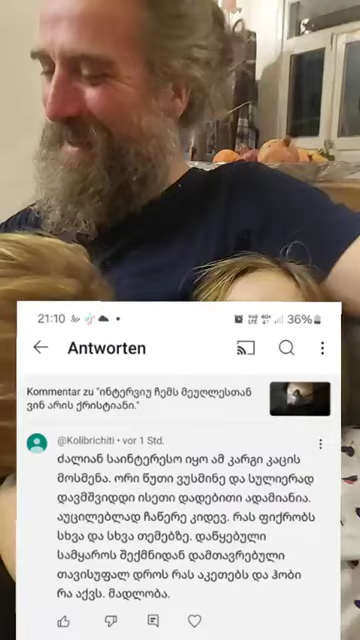 21:10
36%
Antworten
Kommentar zu "ინტერვიუ ჩემს მეუღლესთან
ვინ არის ქრისტიანი."
@Kolibrichiti • vor 1 Std.
ძალიან საინტერესო იყო ამ კარგი კაცის
მოსმენა. ორი წუთი ვუსმინე და სულიერად
დავმშვიდდი ისეთი დადებითი ადამიანია.
აუცილებლად ჩაწერე კიდევ. რას ფიქრობს
სხვა და სხვა თემებზე. დაწყებული
სამყაროს შექმნიდან დამთავრებული
თავისუფალ დროს რას აკეთებს და ჰობი
რა აქვს. მადლობა.